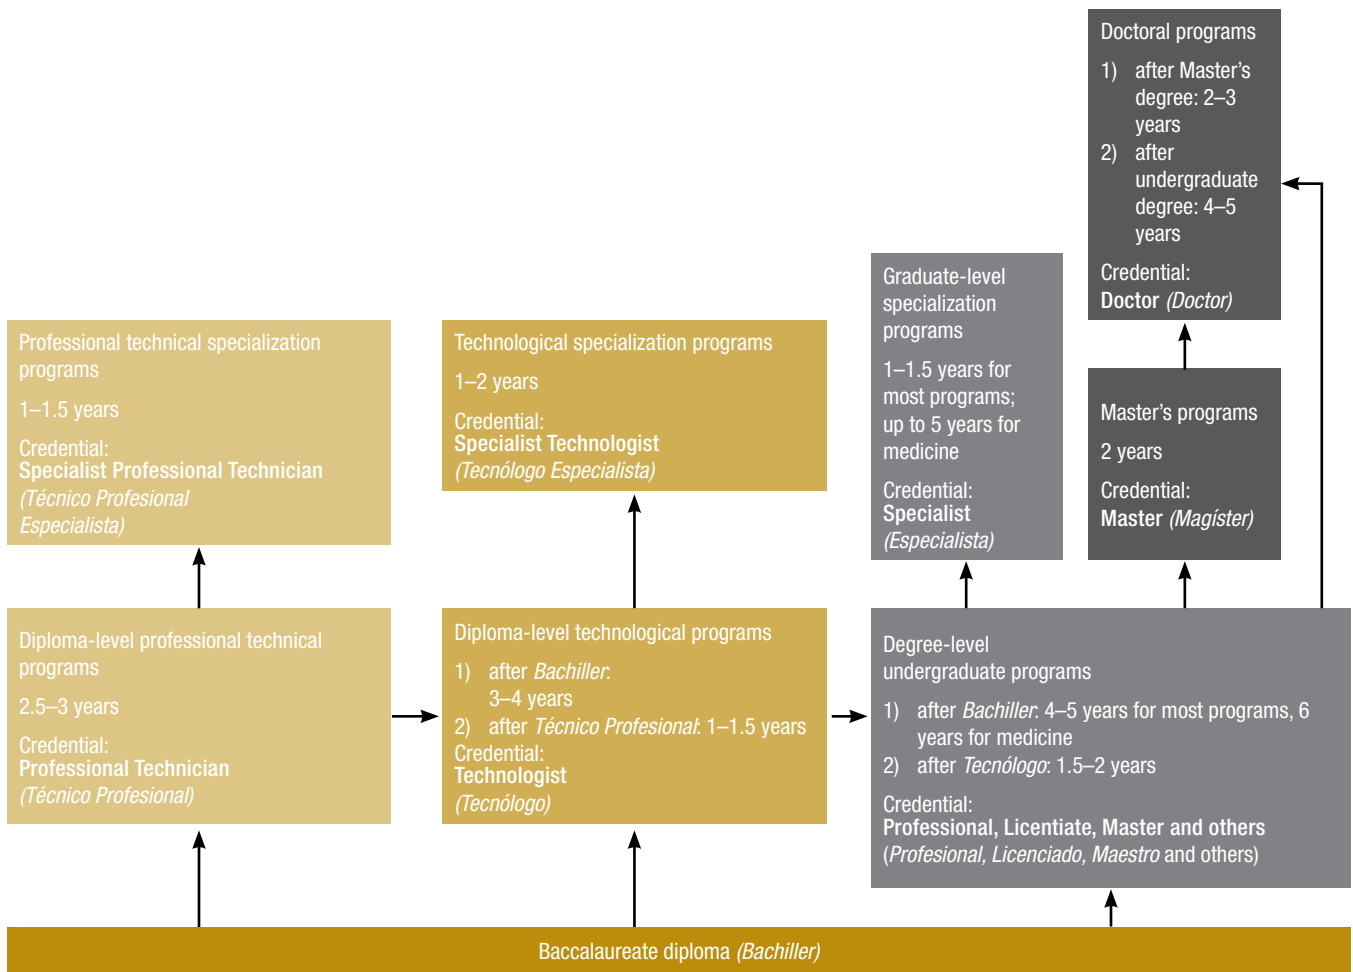 Doctoral programs
1) after Master’s
degree: 2–3
years
2) after
undergraduate
degree: 4–5
years
Credential:
Doctor (Doctor)
Graduate-level
specialization
programs
1–1.5 years for
most programs;
up to 5 years for
medicine
Credential:
Specialist
(Especialista)
Professional technical specialization
programs
1–1.5 years
Credential:
Specialist Professional Technician
(Técnico Profesional
Especialista)
Technological specialization programs
1–2 years
Credential:
Specialist Technologist
(Tecnólogo Especialista)
Master’s programs
2 years
Credential:
Master (Magíster)
Diploma-level professional technical
programs
2.5–3 years
Credential:
Professional Technician
(Técnico Profesional)
Diploma-level technological programs
1) after Bachiller:
3–4 years
2) after Técnico Profesional: 1–1.5 years
Credential:
Technologist
(Tecnólogo)
Degree-level
undergraduate programs
1) after Bachiller: 4–5 years for most programs, 6
years for medicine
2) after Tecnólogo: 1.5–2 years
Credential:
Professional, Licentiate, Master and others
(Profesional, Licenciado, Maestro and others)
Baccalaureate diploma (Bachiller)